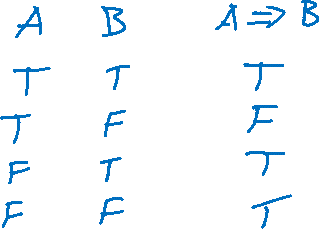 A B A ⇒ B
T T T
T F F
F T T
F F T